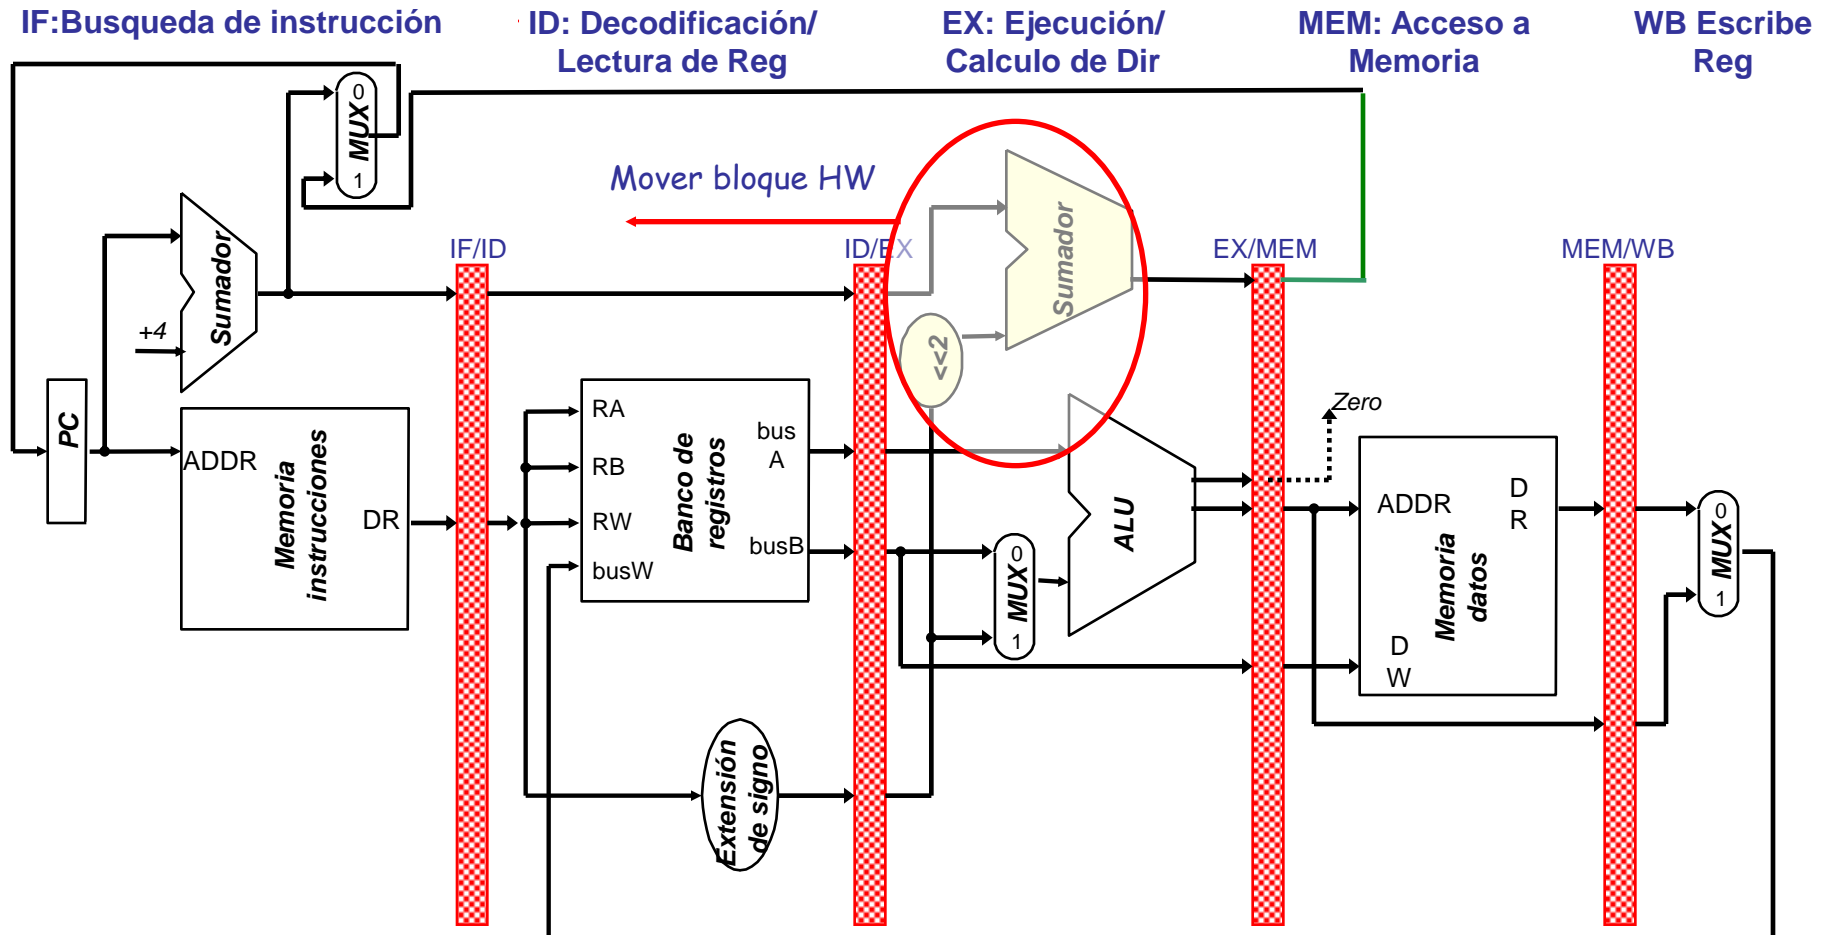 IF:Busqueda de instrucción
ID: Decodificación/
Lectura de Reg
EX: Ejecución/
Calculo de Dir
MEM: Acceso a
Memoria
WB Escribe
Reg
0
MUX
1
Mover bloque HW
Sumador
+4
IF/ID
ID/EX
Sumador
<<2
EX/MEM
MEM/WB
PC
ADDR
Memoria
instrucciones
DR
RA
RB
RW
busW
Banco de
registros
bus
A
busB
0
MUX
1
ALU
Zero
ADDR
D
R
Memoria
datos
D
W
0
MUX
1
Extensión
de signo